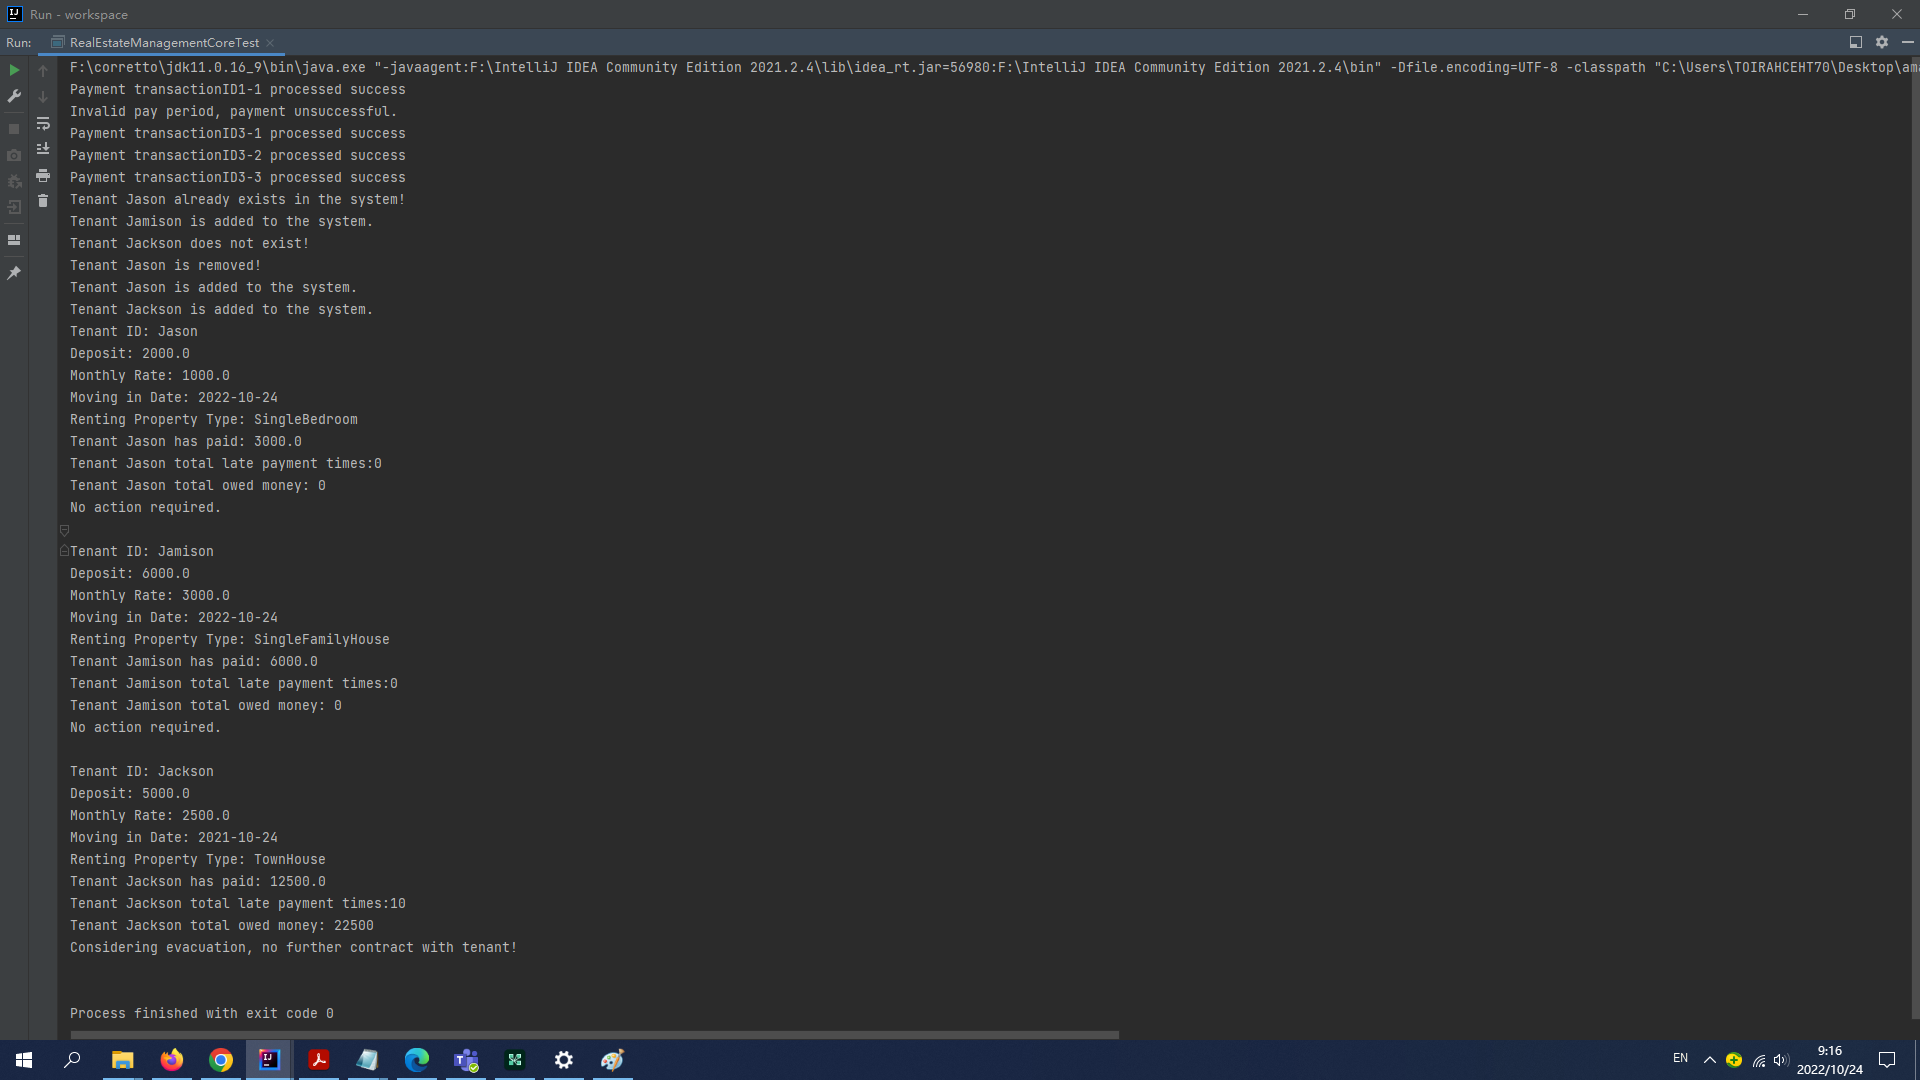 Run - workspace
Run: RealEstateManagementCoreTest
F:\corretto\jdk11.0.16_9\bin\java.exe "-javaagent:F:\IntelliJ IDEA Community Edition 2021.2.4\lib\idea_rt.jar=56980:F:\IntelliJ IDEA Community Edition 2021.2.4\bin" -Dfile.encoding=UTF-8 -classpath "C:\Users\TOIRAHCEHT70\Desktop\am
Payment transactionID1-1 processed success
Invalid pay period, payment unsuccessful.
Payment transactionID3-1 processed success
Payment transactionID3-2 processed success
Payment transactionID3-3 processed success
Tenant Jason already exists in the system!
Tenant Jamison is added to the system.
Tenant Jackson does not exist!
Tenant Jason is removed!
Tenant Jason is added to the system.
Tenant Jackson is added to the system.
Tenant ID: Jason
Deposit: 2000.0
Monthly Rate: 1000.0
Moving in Date: 2022-10-24
Renting Property Type: SingleBedroom
Tenant Jason has paid: 3000.0
Tenant Jason total late payment times:0
Tenant Jason total owed money: 0
No action required.
Tenant ID: Jamison
Deposit: 6000.0
Monthly Rate: 3000.0
Moving in Date: 2022-10-24
Renting Property Type: SingleFamilyHouse
Tenant Jamison has paid: 6000.0
Tenant Jamison total late payment times:0
Tenant Jamison total owed money: 0
No action required.
Tenant ID: Jackson
Deposit: 5000.0
Monthly Rate: 2500.0
Moving in Date: 2021-10-24
Renting Property Type: TownHouse
Tenant Jackson has paid: 12500.0
Tenant Jackson total late payment times:10
Tenant Jackson total owed money: 22500
Considering evacuation, no further contract with tenant!
Process finished with exit code 0
EN
9:16
2022/10/24